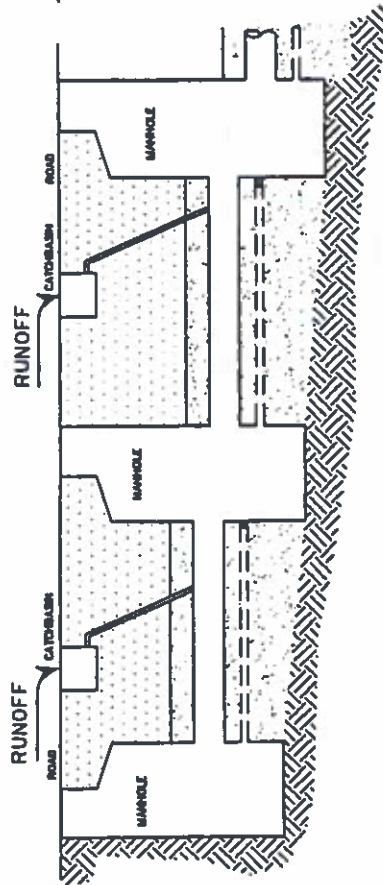 RUNOFF
ROAD
CATCHBASIN
MANHOLE
MANHOLE
RUNOFF
CATCHBASIN
ROAD
MANHOLE